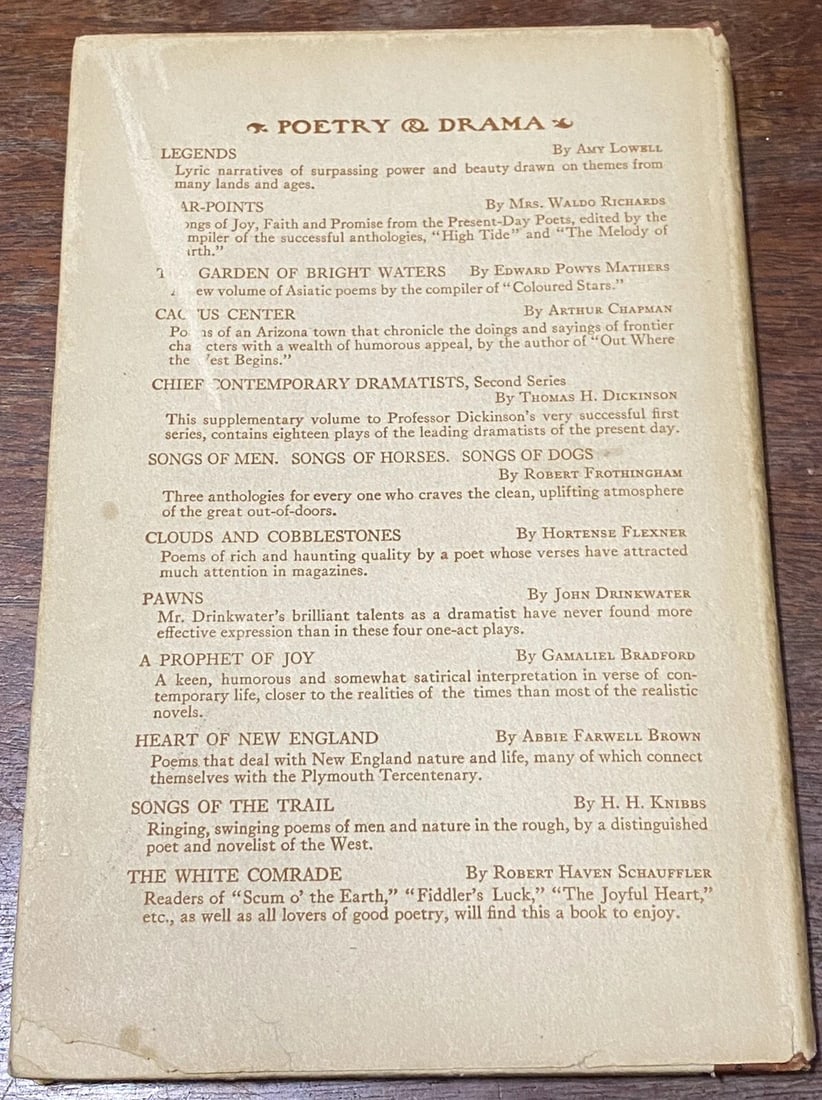 POETRY & DRAMA
LEGENDS By Amy Lowell
Lyric narratives of surpassing power and beauty drawn on themes from
many lands and ages.
AR-POINTS By Mrs. Waldo Richards
ongs of Joy, Faith and Promise from the Present-Day Poets, edited by the
mpiler of the successful anthologies, "High Tide" and "The Melody of
rth."
GARDEN OF BRIGHT WATERS By Edward Powys Mathers
ew volume of Asiatic poems by the compiler of "Coloured Stars."
CAC US CENTER By Arthur Chapman
Po ms of an Arizona town that chronicle the doings and sayings of frontier
cha cters with a wealth of humorous appeal, by the author of "Out Where
the est Begins."
CHIEF CONTEMPORARY DRAMATISTS, Second Series
By Thomas H. Dickinson
This supplementary volume to Professor Dickinson's very successful first
series, contains eighteen plays of the leading dramatists of the present day.
SONGS OF MEN. SONGS OF HORSES. SONGS OF DOGS
By Robert Frothingham
Three anthologies for every one who craves the clean, uplifting atmosphere
of the great out-of-doors.
CLOUDS AND COBBLESTONES By Hortense Flexner
Poems of rich and haunting quality by a poet whose verses have attracted
much attention in magazines.
PAWNS By John Drinkwater
Mr. Drinkwater's brilliant talents as a dramatist have never found more
effective expression than in these four one-act plays.
A PROPHET OF JOY By Gamaliel Bradford
A keen, humorous and somewhat satirical interpretation in verse of con-
temporary life, closer to the realities of the times than most of the realistic
novels.
HEART OF NEW ENGLAND By Abbie Farwell Brown
Poems that deal with New England nature and life, many of which connect
themselves with the Plymouth Tercentenary.
SONGS OF THE TRAIL By H. H. Knibbs
Ringing, swinging poems of men and nature in the rough, by a distinguished
poet and novelist of the West.
THE WHITE COMRADE By Robert Haven Schauffler
Readers of "Scum o' the Earth," "Fiddler's Luck," "The Joyful Heart,"
etc., as well as all lovers of good poetry, will find this a book to enjoy.